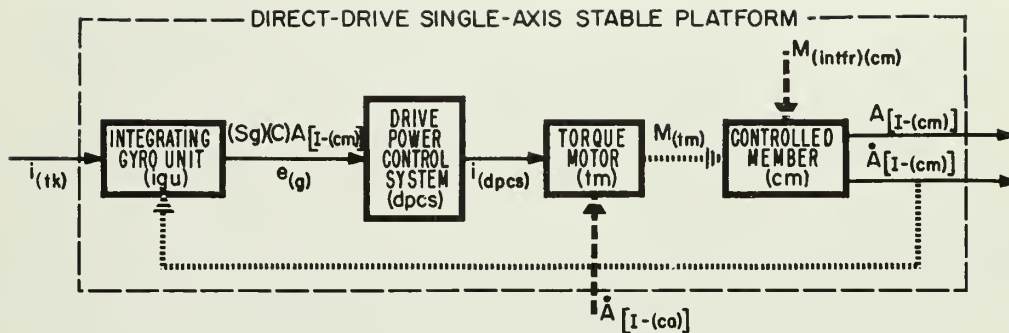 DIRECT-DRIVE SINGLE-AXIS STABLE PLATFORM
M(intfr)(cm)
i(tk)
INTEGRATING
GYRO UNIT
(igu)
(Sg)(C)A[I-(cm)]
e(g)
DRIVE
POWER
CONTROL
SYSTEM
(dpcs)
i(dpcs)
TORQUE
MOTOR
(tm)
M(tm)
CONTROLLED
MEMBER
(cm)
A[I-(cm)]
Ȧ[I-(cm)]
Ȧ[I-(ca)]